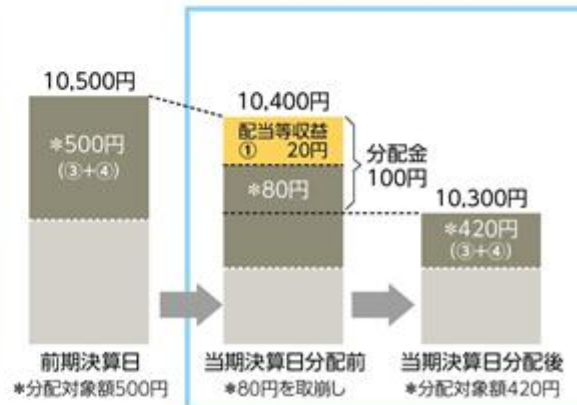 10,500円
*500円
(③+④)
前期決算日
*分配対象額500円
10,400円
配当等収益
① 20円
*80円
分配金
100円
当期決算日分配前
*80円を取崩し
10,300円
*420円
(③+④)
当期決算日分配後
*分配対象額420円